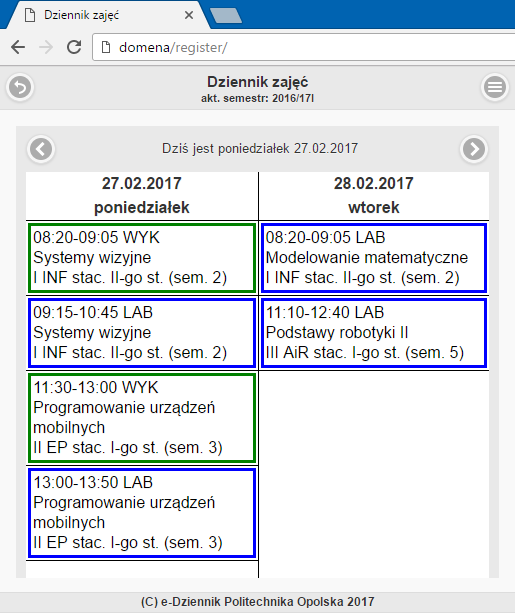 Dziennik zajęć
domena/register/
Dziennik zajęć
akt. semestr: 2016/17l
Dziś jest poniedziałek 27.02.2017
27.02.2017
poniedziałek
08:20-09:05 WYK
Systemy wizyjne
I INF stac. II-go st. (sem. 2)
09:15-10:45 LAB
Systemy wizyjne
I INF stac. II-go st. (sem. 2)
11:30-13:00 WYK
Programowanie urządzeń
mobilnych
II EP stac. I-go st. (sem. 3)
13:00-13:50 LAB
Programowanie urządzeń
mobilnych
II EP stac. I-go st. (sem. 3)
28.02.2017
wtorek
08:20-09:05 LAB
Modelowanie matematyczne
I INF stac. II-go st. (sem. 2)
11:10-12:40 LAB
Podstawy robotyki II
III AiR stac. I-go st. (sem. 5)
(C) e-Dziennik Politechnika Opolska 2017